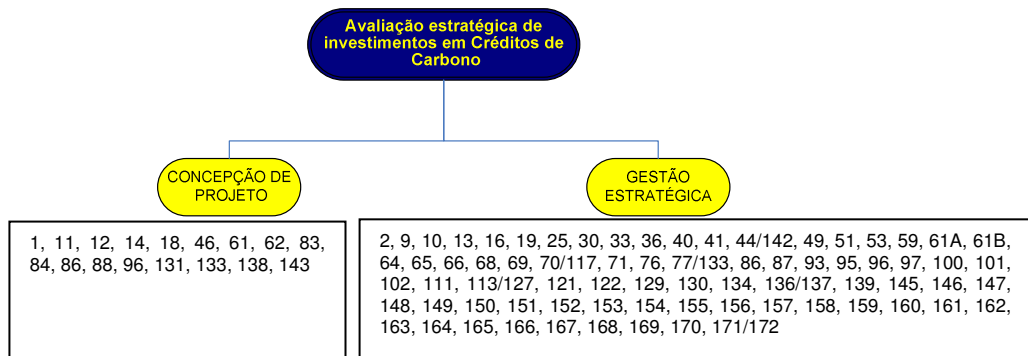 Avaliação estratégica de
investimentos em Créditos de
Carbono
CONCEPÇÃO DE
PROJETO
GESTÃO
ESTRATÉGICA
1, 11, 12, 14, 18, 46, 61, 62, 83,
84, 86, 88, 96, 131, 133, 138, 143
2, 9, 10, 13, 16, 19, 25, 30, 33, 36, 40, 41, 44/142, 49, 51, 53, 59, 61A, 61B,
64, 65, 66, 68, 69, 70/117, 71, 76, 77/133, 86, 87, 93, 95, 96, 97, 100, 101,
102, 111, 113/127, 121, 122, 129, 130, 134, 136/137, 139, 145, 146, 147,
148, 149, 150, 151, 152, 153, 154, 155, 156, 157, 158, 159, 160, 161, 162,
163, 164, 165, 166, 167, 168, 169, 170, 171/172